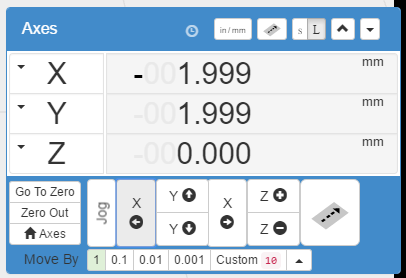 Axes in / mm s L
X -001.999 mm
Y -001.999 mm
Z -000.000 mm
Go To Zero
Zero Out
Axes
Jog
X Y X Z
Y Z
Move By 1 0.1 0.01 0.001 Custom 10